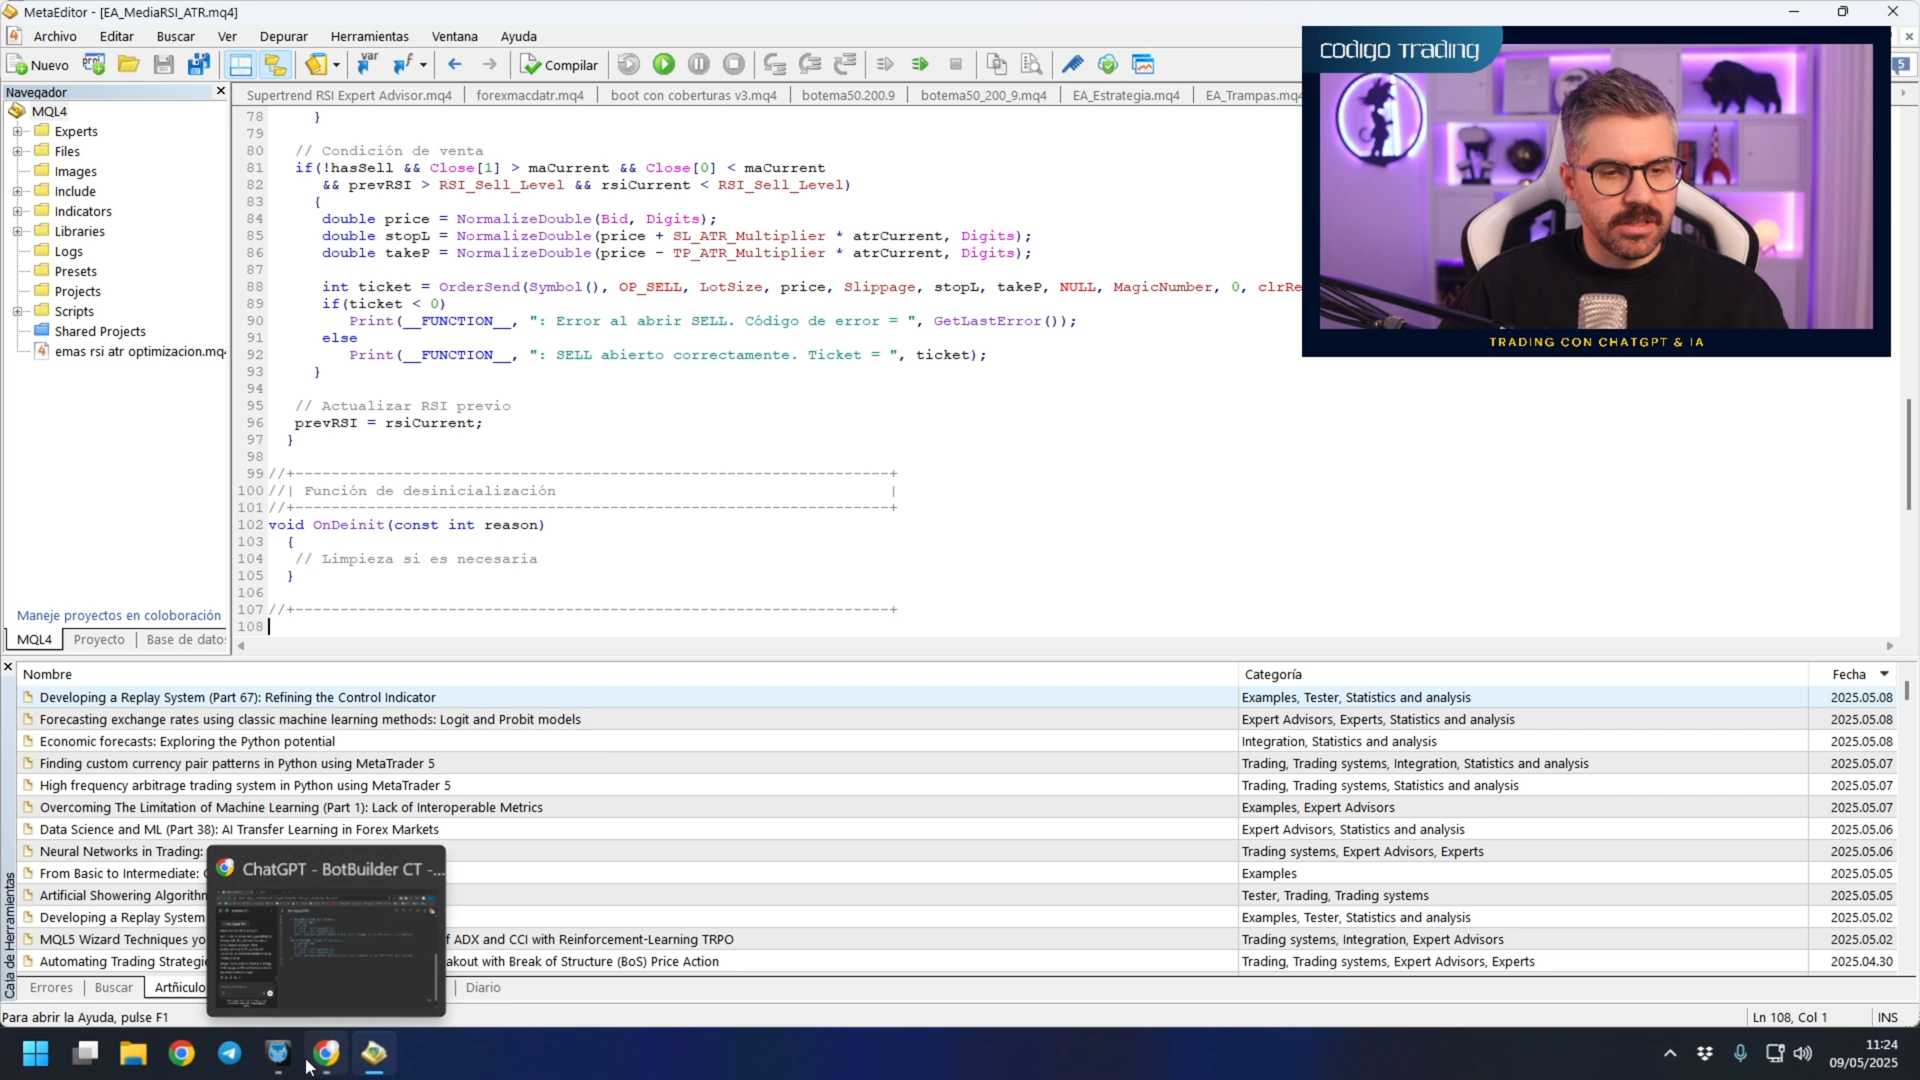 MetaEditor - [EA_MediaRSI_ATR.mq4]
Archivo Editar Buscar Ver Depurar Herramientas Ventana Ayuda
Nuevo Compilar 5
codigo Trading
TRADING CON CHATGPT & IA
Navegador
MQL4
Experts
Files
Images
Include
Indicators
Libraries
Logs
Presets
Projects
Scripts
Shared Projects
emas rsi atr optimizacion.mq
Maneje proyectos en coloboración
MQL4 Proyecto Base de dato
Supertrend RSI Expert Advisor.mq4 forexmacdatr.mq4 boot con coberturas v3.mq4 botema50.200.9 botema50_200_9.mq4 EA_Estrategia.mq4 EA_Trampas.mq4
78 }
79
80 // Condición de venta
81 if(!hasSell && Close[1] > maCurrent && Close[0] < maCurrent
82 && prevRSI > RSI_Sell_Level && rsiCurrent < RSI_Sell_Level)
83 {
84 double price = NormalizeDouble(Bid, Digits);
85 double stopL = NormalizeDouble(price + SL_ATR_Multiplier * atrCurrent, Digits);
86 double takeP = NormalizeDouble(price - TP_ATR_Multiplier * atrCurrent, Digits);
87
88 int ticket = OrderSend(Symbol(), OP_SELL, LotSize, price, Slippage, stopL, takeP, NULL, MagicNumber, 0, clrRe
89 if(ticket < 0)
90 Print(__FUNCTION__, ": Error al abrir SELL. Código de error = ", GetLastError());
91 else
92 Print(__FUNCTION__, ": SELL abierto correctamente. Ticket = ", ticket);
93 }
94
95 // Actualizar RSI previo
96 prevRSI = rsiCurrent;
97 }
98
99 //+------------------------------------------------------------------+
100 //| Función de desinicialización |
101 //+------------------------------------------------------------------+
102 void OnDeinit(const int reason)
103 {
104 // Limpieza si es necesaria
105 }
106
107 //+------------------------------------------------------------------+
108
Caja de Herramientas
Nombre Categoría Fecha
Developing a Replay System (Part 67): Refining the Control Indicator Examples, Tester, Statistics and analysis 2025.05.08
Forecasting exchange rates using classic machine learning methods: Logit and Probit models Expert Advisors, Experts, Statistics and analysis 2025.05.08
Economic forecasts: Exploring the Python potential Integration, Statistics and analysis 2025.05.08
Finding custom currency pair patterns in Python using MetaTrader 5 Trading, Trading systems, Integration, Statistics and analysis 2025.05.07
High frequency arbitrage trading system in Python using MetaTrader 5 Trading, Trading systems, Statistics and analysis 2025.05.07
Overcoming The Limitation of Machine Learning (Part 1): Lack of Interoperable Metrics Examples, Expert Advisors 2025.05.07
Data Science and ML (Part 38): AI Transfer Learning in Forex Markets Expert Advisors, Statistics and analysis 2025.05.06
Neural Networks in Trading: Trading systems, Expert Advisors, Experts 2025.05.06
From Basic to Intermediate: Examples 2025.05.05
Artificial Showering Algorithn Tester, Trading, Trading systems 2025.05.05
Developing a Replay System Examples, Tester, Statistics and analysis 2025.05.02
MQL5 Wizard Techniques yo f ADX and CCI with Reinforcement-Learning TRPO Trading systems, Integration, Expert Advisors 2025.05.02
Automating Trading Strategie akout with Break of Structure (BoS) Price Action Trading, Trading systems, Expert Advisors, Experts 2025.04.30
ChatGPT - BotBuilder CT -...
Errores Buscar Artñiculo Diario
Para abrir la Ayuda, pulse F1 Ln 108, Col 1 INS
11:24
09/05/2025